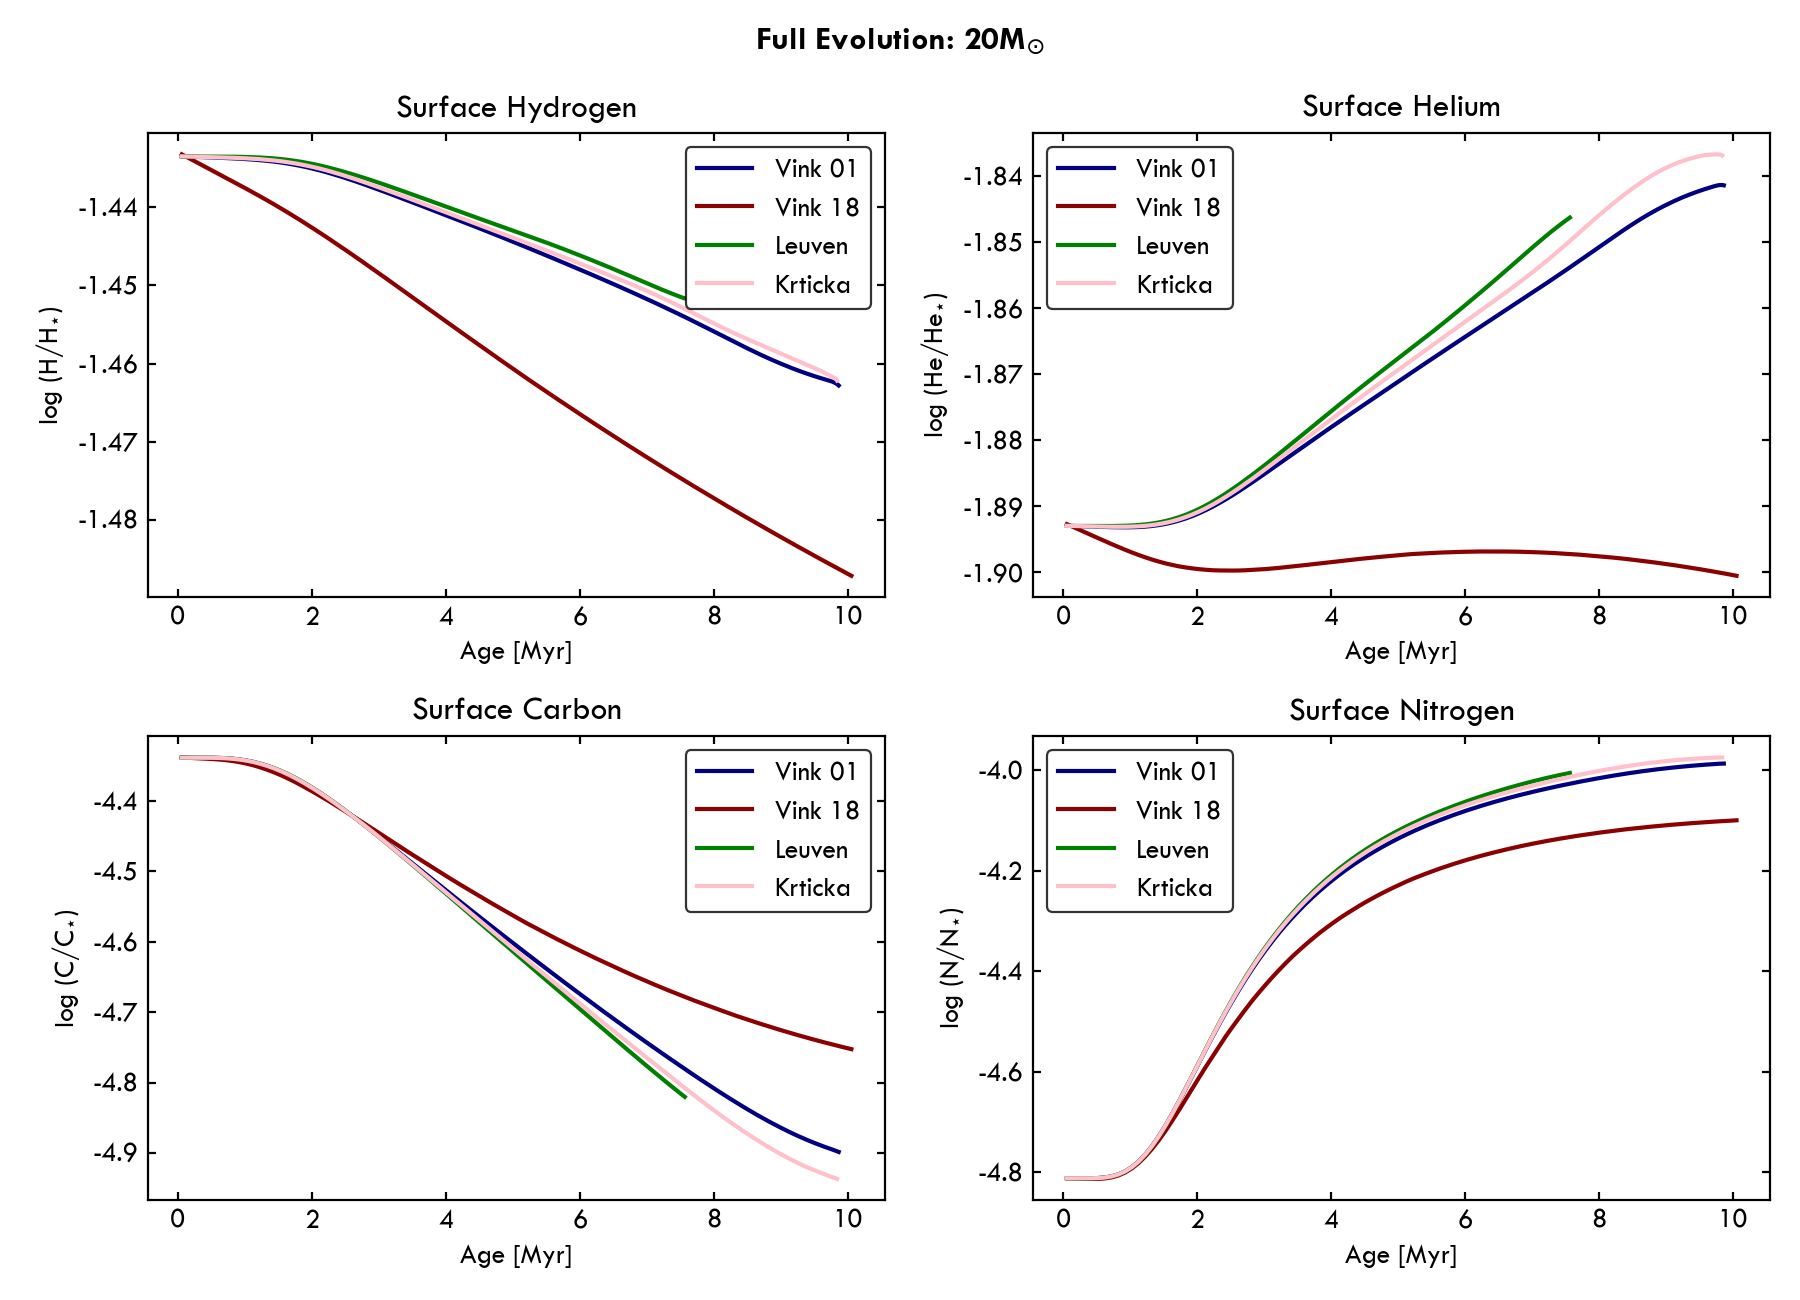 Full Evolution: 20M☉
Surface Hydrogen
log (H/H⋆)
-1.44
-1.45
-1.46
-1.47
-1.48
Vink 01
Vink 18
Leuven
Krticka
0 2 4 6 8 10
Age [Myr]
Surface Helium
log (He/He⋆)
-1.84
-1.85
-1.86
-1.87
-1.88
-1.89
-1.90
Vink 01
Vink 18
Leuven
Krticka
0 2 4 6 8 10
Age [Myr]
Surface Carbon
log (C/C⋆)
-4.4
-4.5
-4.6
-4.7
-4.8
-4.9
Vink 01
Vink 18
Leuven
Krticka
0 2 4 6 8 10
Age [Myr]
Surface Nitrogen
log (N/N⋆)
-4.0
-4.2
-4.4
-4.6
-4.8
Vink 01
Vink 18
Leuven
Krticka
0 2 4 6 8 10
Age [Myr]